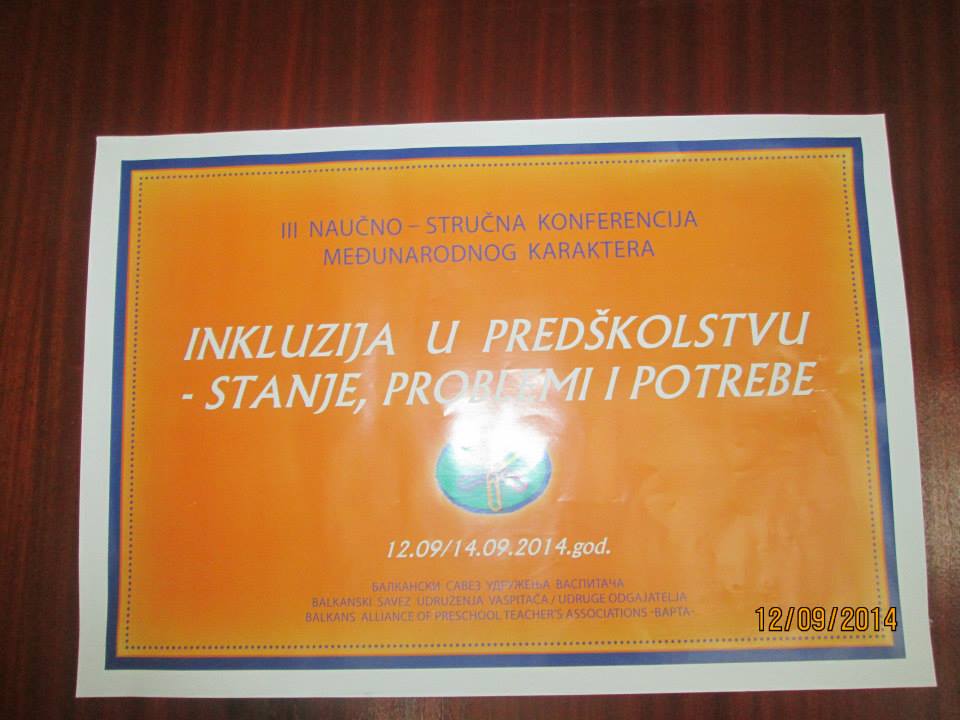 III NAUČNO – STRUČNA KONFERENCIJA
MEĐUNARODNOG KARAKTERA
INKLUZIJA U PREDŠKOLSTVU
- STANJE, PROBLEMI I POTREBE
12.09/14.09.2014.god.
БАЛКАНСКИ САВЕЗ УДРУЖЕЊА ВАСПИТАЧА
BALKANSKI SAVEZ UDRUŽENJA VASPITAČA / UDRUGE ODGAJATELJA
BALKANS ALLIANCE OF PRESCHOOL TEACHER'S ASSOCIATIONS -BAPTA-
12/09/2014